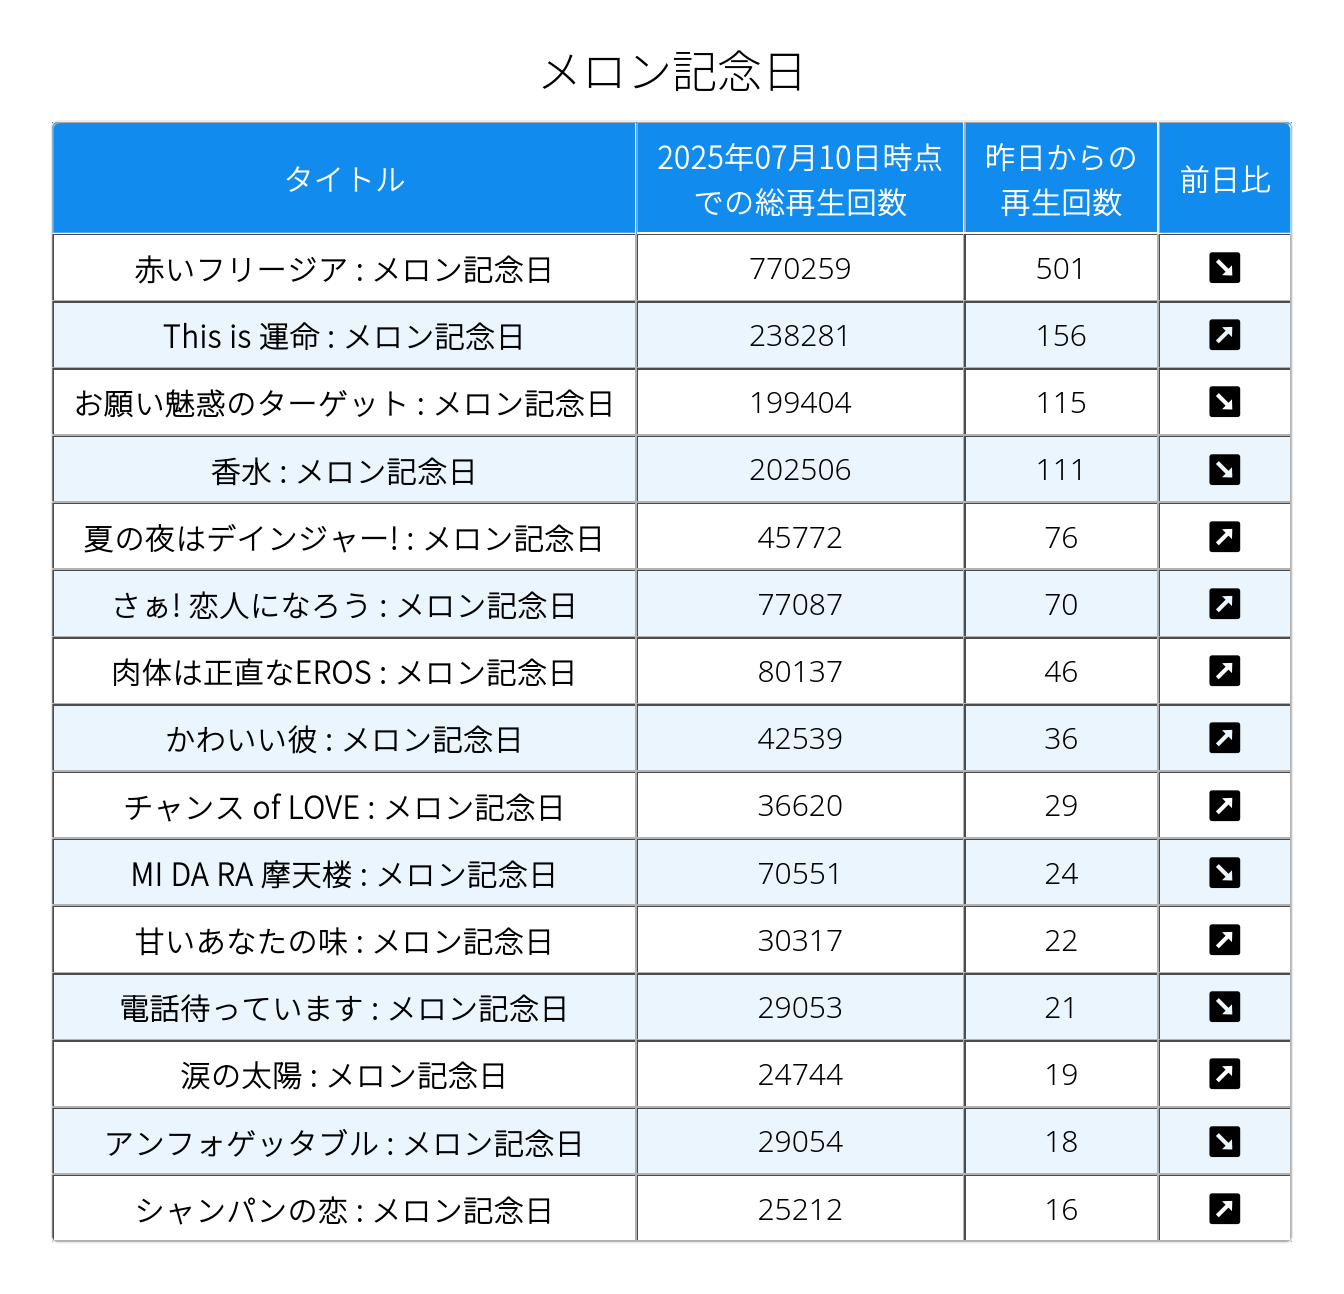 メロン記念日
タイトル
2025年07月10日時点
での総再生回数
昨日からの
再生回数
前日比
赤いフリージア : メロン記念日 770259 501 ↘
This is 運命 : メロン記念日 238281 156 ↗
お願い魅惑のターゲット : メロン記念日 199404 115 ↘
香水 : メロン記念日 202506 111 ↘
夏の夜はデインジャー! : メロン記念日 45772 76 ↗
さぁ! 恋人になろう : メロン記念日 77087 70 ↗
肉体は正直なEROS : メロン記念日 80137 46 ↗
かわいい彼 : メロン記念日 42539 36 ↗
チャンス of LOVE : メロン記念日 36620 29 ↗
MI DA RA 摩天楼 : メロン記念日 70551 24 ↘
甘いあなたの味 : メロン記念日 30317 22 ↗
電話待っています : メロン記念日 29053 21 ↘
涙の太陽 : メロン記念日 24744 19 ↗
アンフォゲッタブル : メロン記念日 29054 18 ↘
シャンパンの恋 : メロン記念日 25212 16 ↗